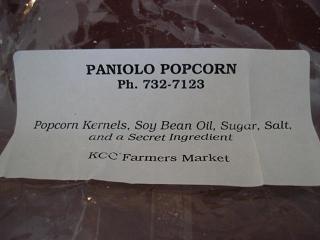 PANIOLO POPCORN
Ph. 732-7123
Popcorn Kernels, Soy Bean Oil, Sugar, Salt,
and a Secret Ingredient
KCC Farmers Market